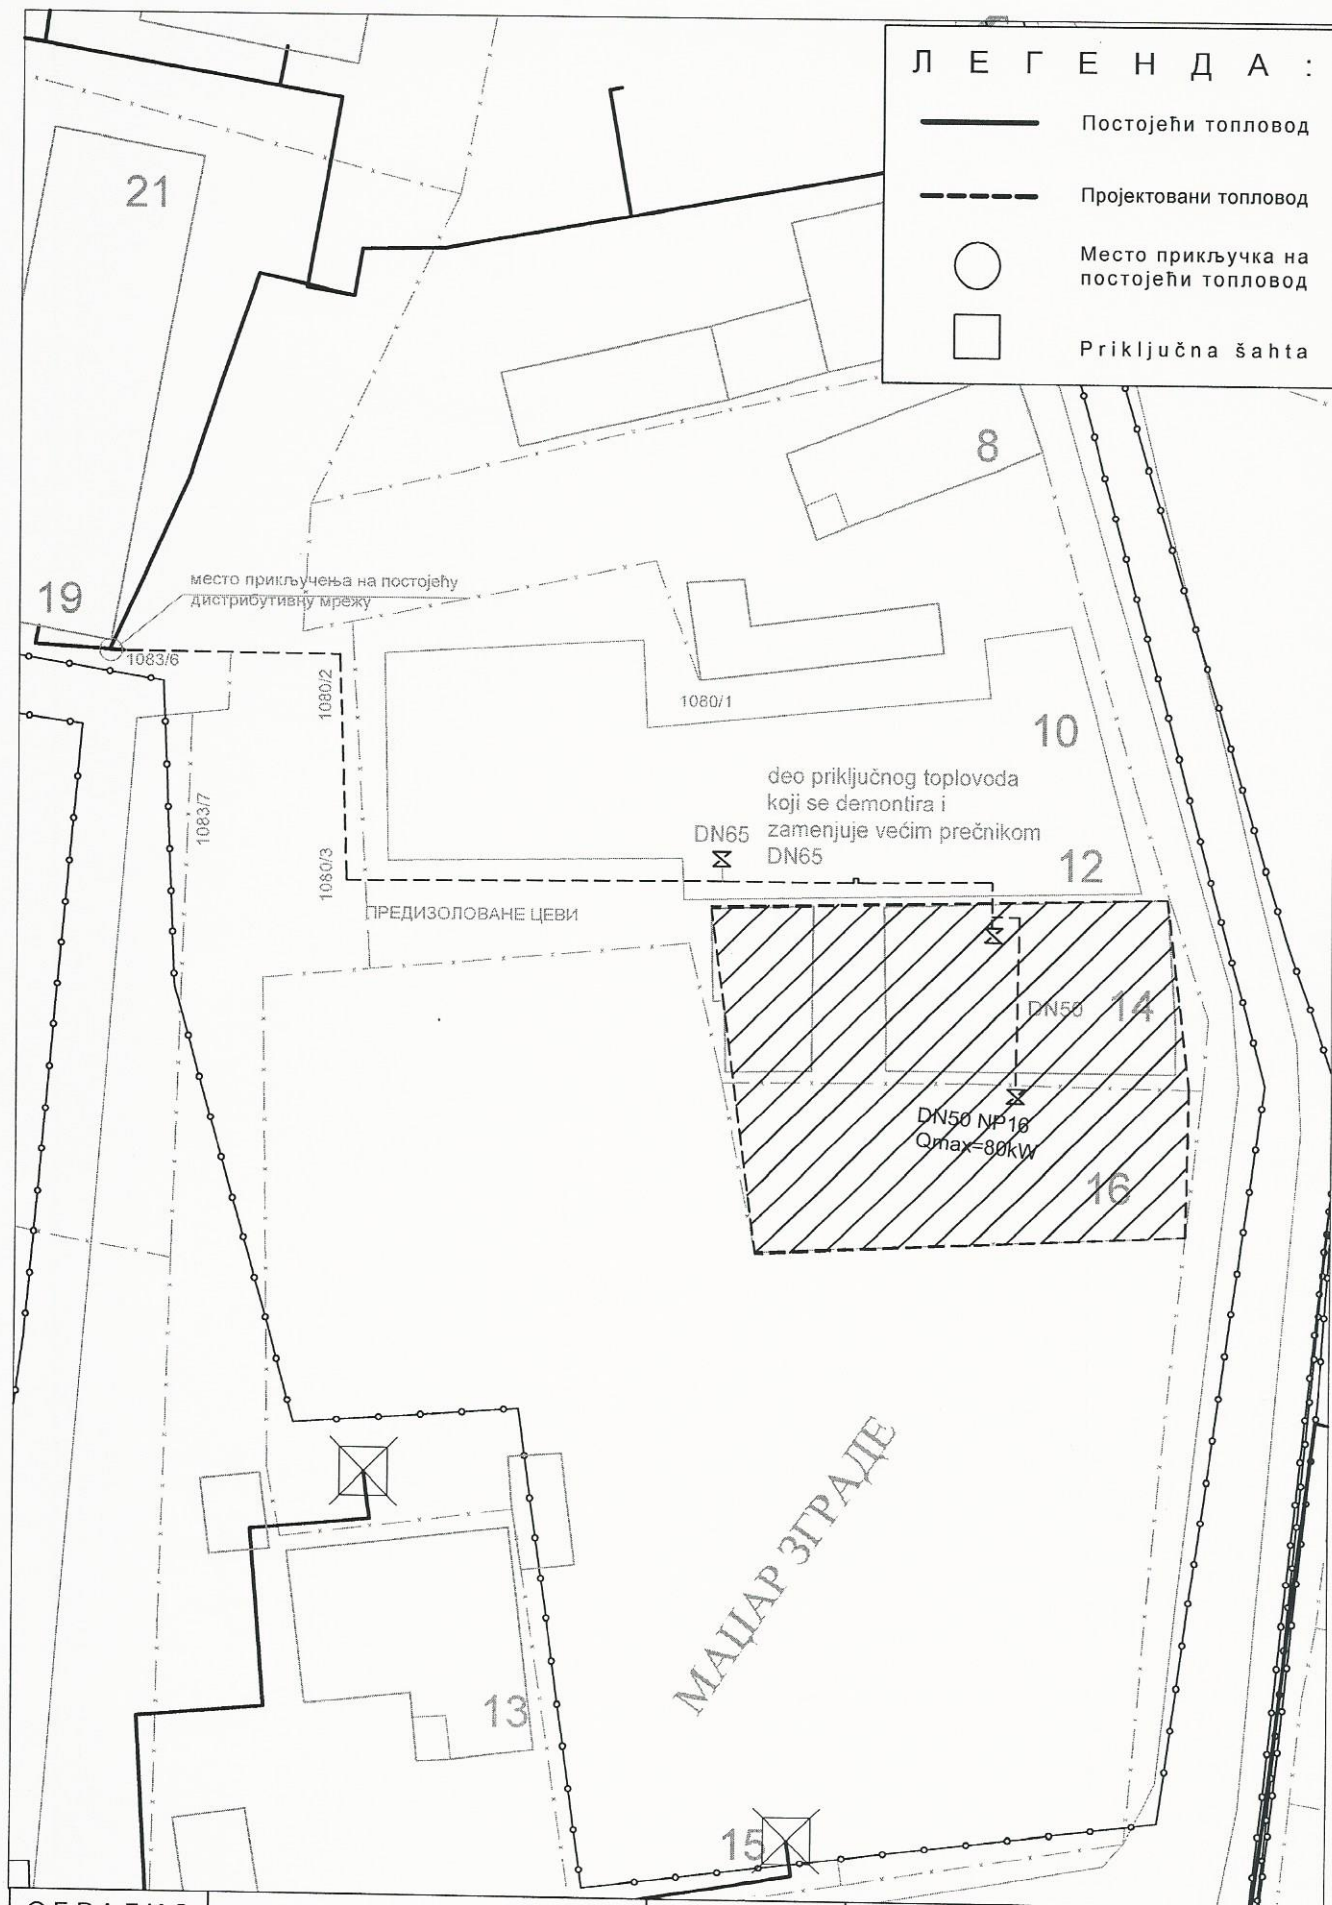 Л Е Г Е Н Д А :
Постојећи топловод
Пројектовани топловод
Место прикључка на
постојећи топловод
Priključna šahta
21
8
место прикључења на постојећу
дистрибутивну мрежу
19
1083/6
1080/2
1080/1
10
deo priključnog toplovoda
koji se demontira i
zamenjuje većim prečnikom
DN65
DN65
1083/7
1080/3
12
ПРЕДИЗОЛОВАНЕ ЦЕВИ
DN50
14
DN50 NP16
Qmax=80kW
16
МАЦАР ЗГРАДЕ
13
15